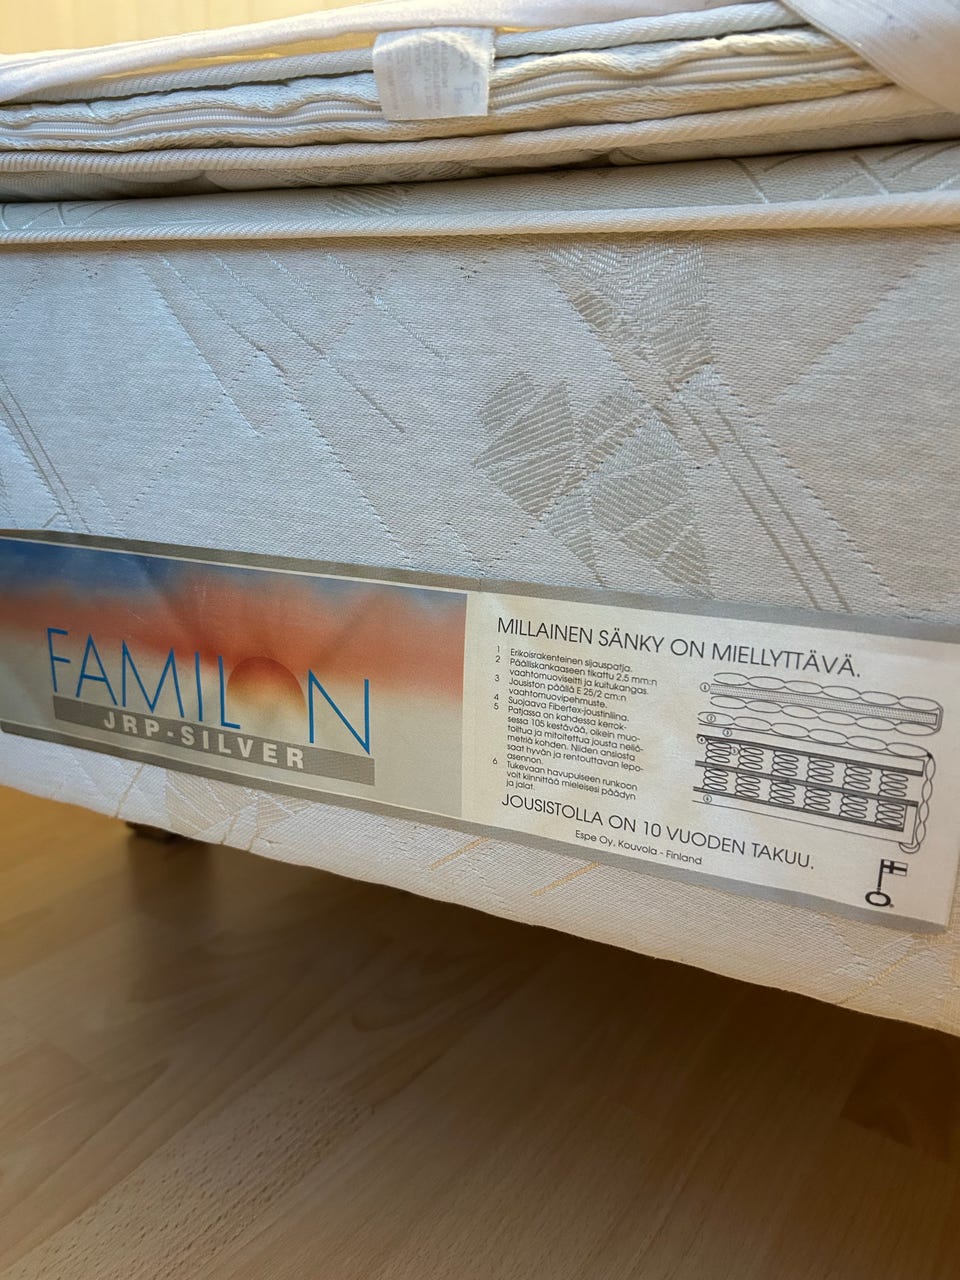 FAMILON
JRP-SILVER
MILLAINEN SÄNKY ON MIELLYTTÄVÄ.
1 Erikoisrakenteinen sijauspatja.
2 Päälliskankaaseen tikattu 2.5 mm:n
vaahtomuoviseitti ja kuitukangas.
3 Jousiston päällä E 25/2 cm:n
vaahtomuovipehmuste.
4 Suojaava Fibertex-joustinliina.
5 Patjassa on kahdessa kerrok-
sessa 105 kestävää, oikein muo-
toiltua ja mitoitettua jousta neliö-
metriä kohden. Niiden ansiosta
saat hyvän ja rentouttavan lepo-
asennon.
6 Tukevaan havupuiseen runkoon
voit kiinnittää mieleisesi päädyn
ja jalat.
JOUSISTOLLA ON 10 VUODEN TAKUU.
Espe Oy, Kouvola - Finland